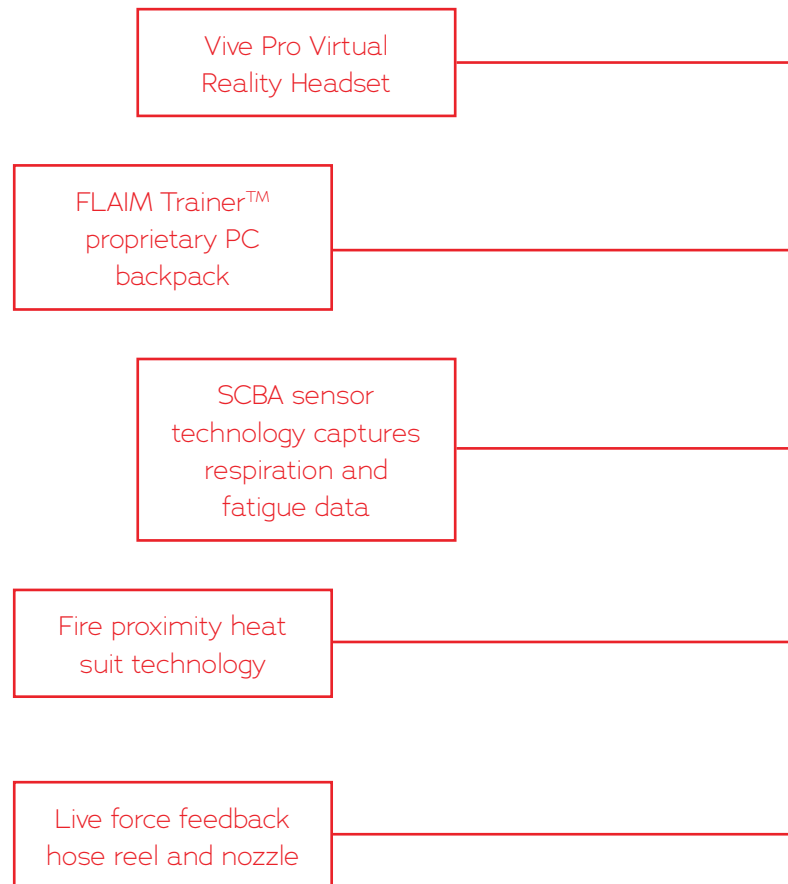 Vive Pro Virtual
Reality Headset
FLAIM Trainer™
proprietary PC
backpack
SCBA sensor
technology captures
respiration and
fatigue data
Fire proximity heat
suit technology
Live force feedback
hose reel and nozzle